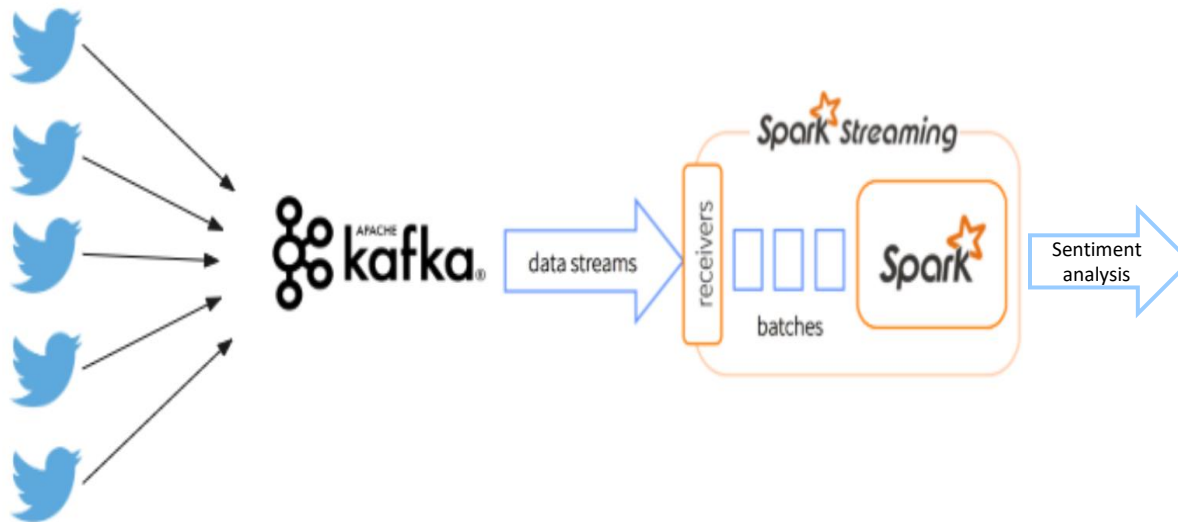 Spark Streaming
APACHE
kafka®
data streams
receivers
batches
Spark
Sentiment
analysis